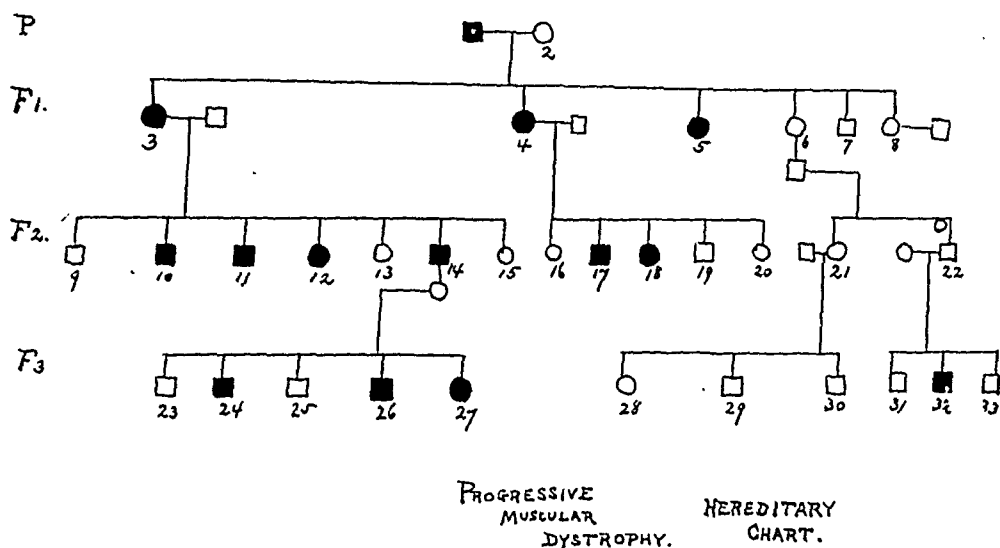 P
2
F1.
3 4 5 6 7 8
F2.
9 10 11 12 13 14 15 16 17 18 19 20 21 22
F3
23 24 25 26 27 28 29 30 31 32 33
PROGRESSIVE
MUSCULAR
DYSTROPHY.
HEREDITARY
CHART.